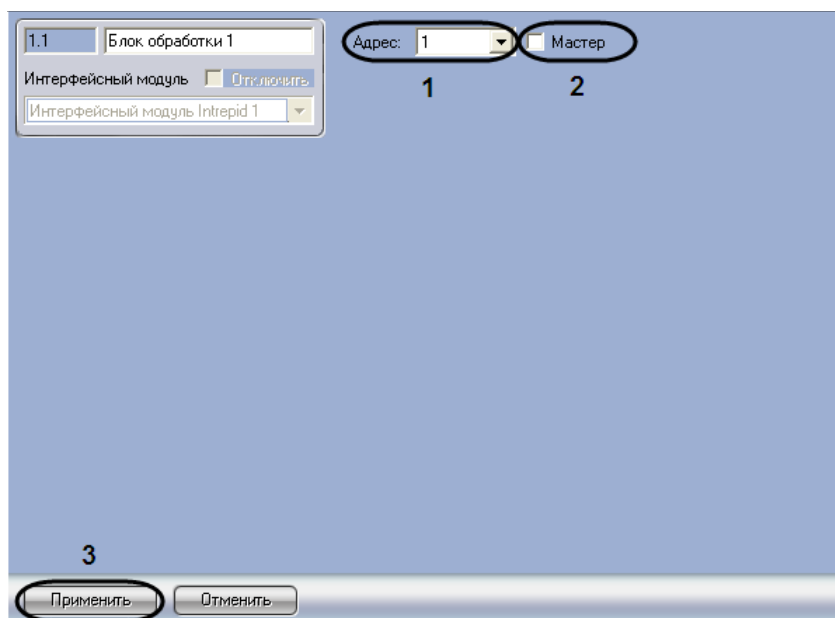 1.1 Блок обработки 1 Адрес: 1 Мастер
Интерфейсный модуль Отключить
1 2
Интерфейсный модуль Intrepid 1
3
Применить Отменить